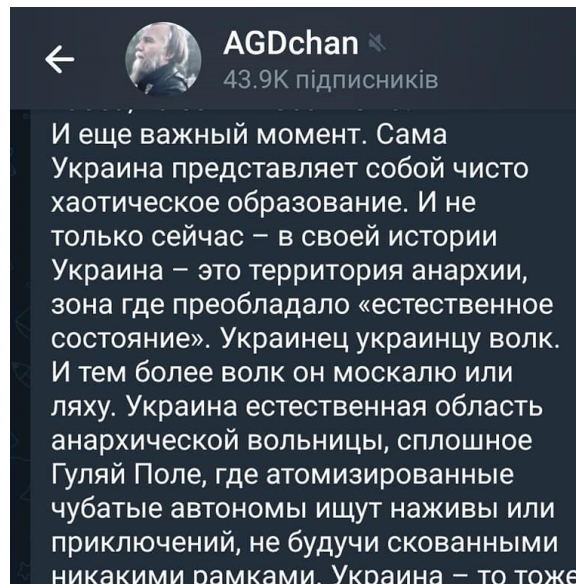 AGDchan
43.9K підписників
И еще важный момент. Сама
Украина представляет собой чисто
хаотическое образование. И не
только сейчас – в своей истории
Украина – это территория анархии,
зона где преобладало «естественное
состояние». Украинец украинцу волк.
И тем более волк он москалю или
ляху. Украина естественная область
анархической вольницы, сплошное
Гуляй Поле, где атомизированные
чубатые автономы ищут наживы или
приключений, не будучи скованными
никакими рамками. Украина – то тоже